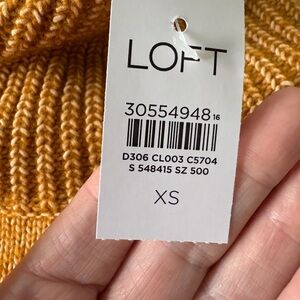 LOFT
30554948 16
D306 CL003 C5704
S 548415 SZ 500
XS